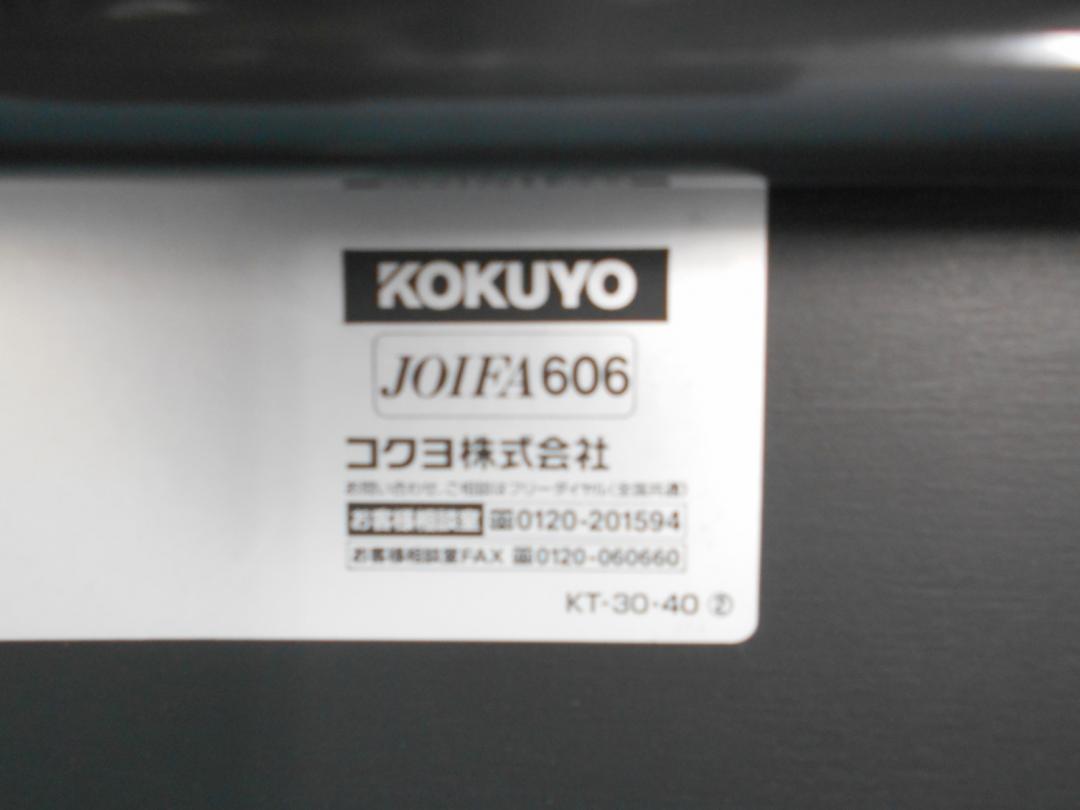 KOKUYO
JOIFA606
コクヨ株式会社
お問い合わせ、ご相談はフリーダイヤル(全国共通)
お客様相談室 0120-201594
お客様相談室FAX 0120-060660
KT-30-40 ②